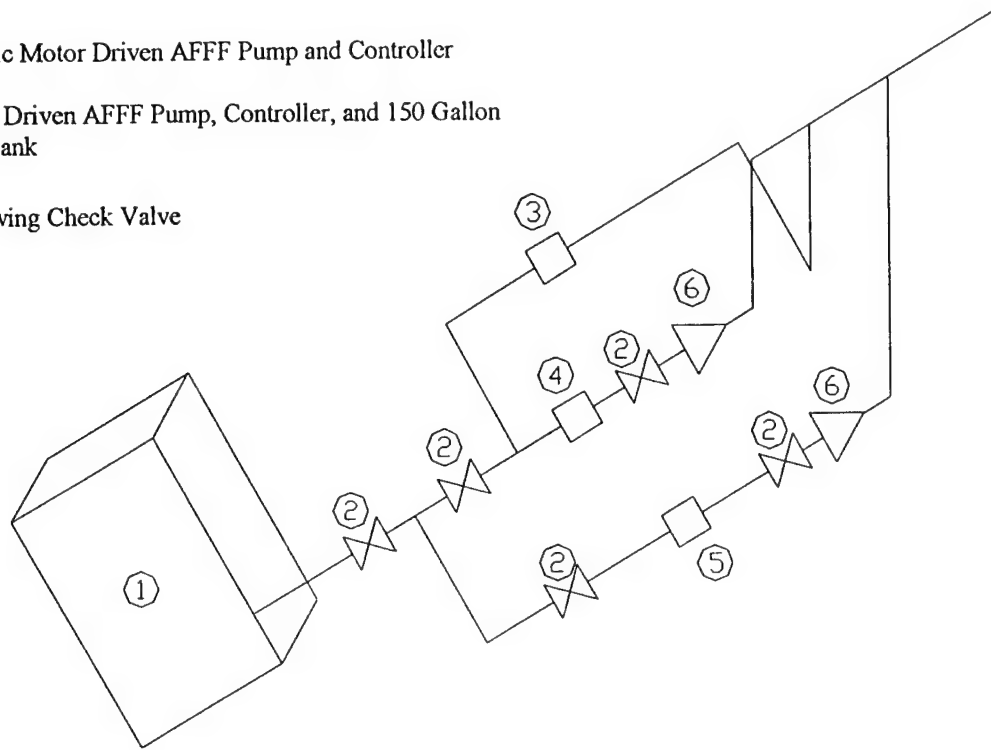 c Motor Driven AFFF Pump and Controller
Driven AFFF Pump, Controller, and 150 Gallon
ank
ving Check Valve
3
6
2
4
6
2
2
2
5
2
1